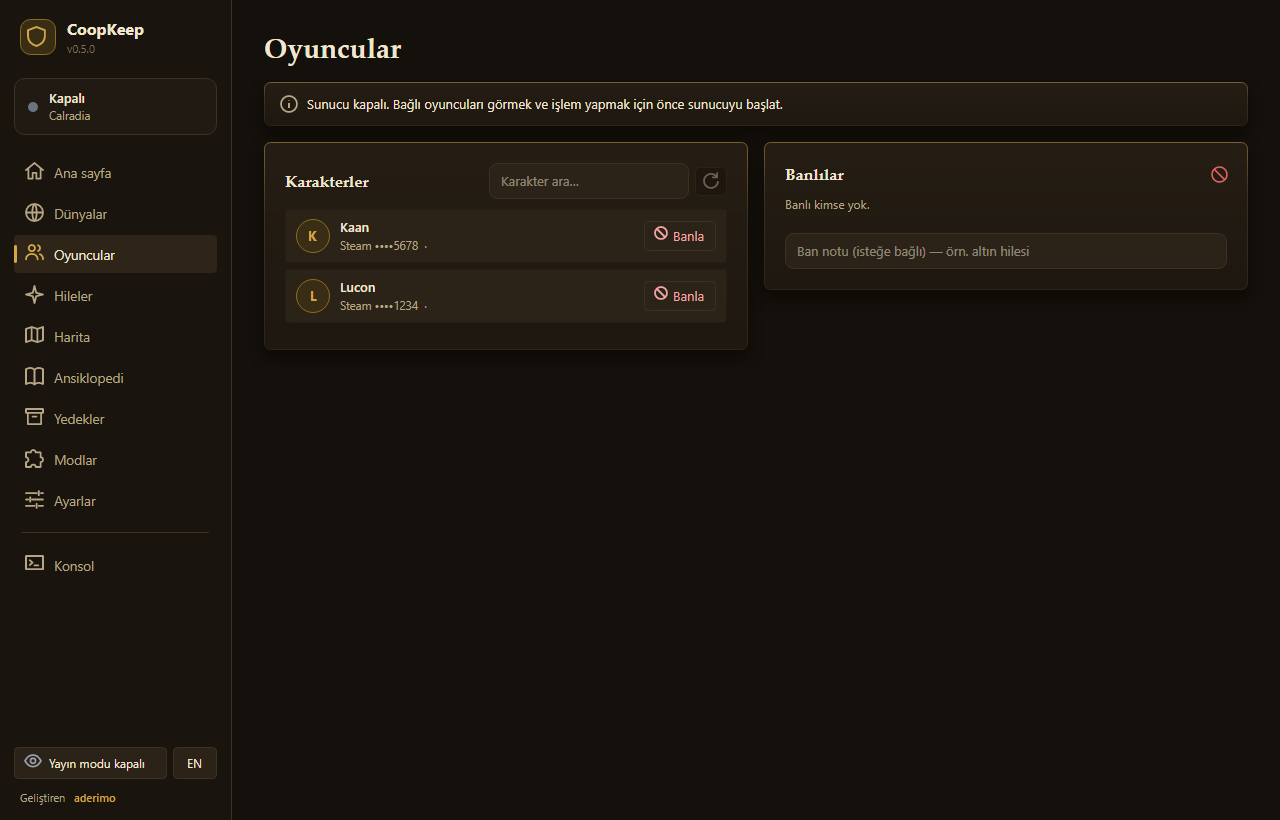 CoopKeep
v0.5.0
Kapalı
Calradia
Ana sayfa
Dünyalar
Oyuncular
Hileler
Harita
Ansiklopedi
Yedekler
Modlar
Ayarlar
Konsol
Yayın modu kapalı
EN
Geliştiren aderimo
Oyuncular
Sunucu kapalı. Bağlı oyuncuları görmek ve işlem yapmak için önce sunucuyu başlat.
Karakterler
Karakter ara...
K
Kaan
Steam ••••5678 ·
Banla
L
Lucon
Steam ••••1234 ·
Banla
Banlılar
Banlı kimse yok.
Ban notu (isteğe bağlı) — örn. altın hilesi